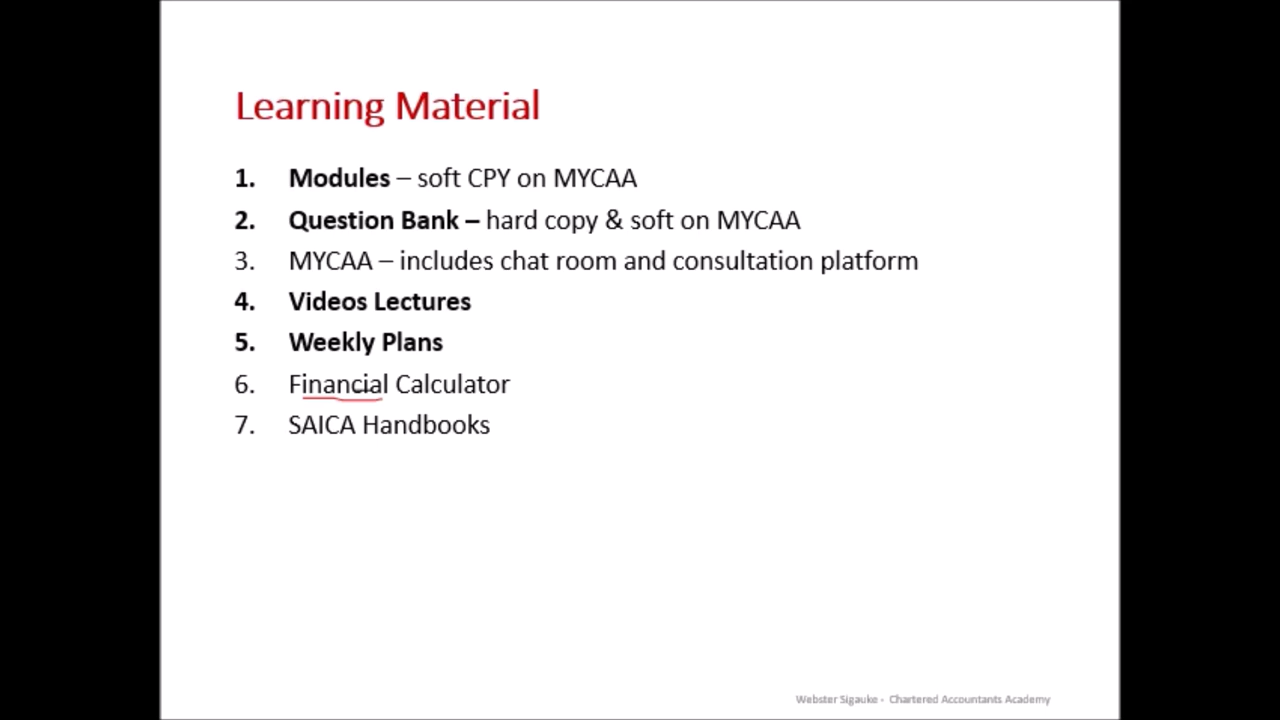 Learning Material
1. Modules – soft CPY on MYCAA
2. Question Bank – hard copy & soft on MYCAA
3. MYCAA – includes chat room and consultation platform
4. Videos Lectures
5. Weekly Plans
6. Financial Calculator
7. SAICA Handbooks
Webster Sigauke - Chartered Accountants Academy